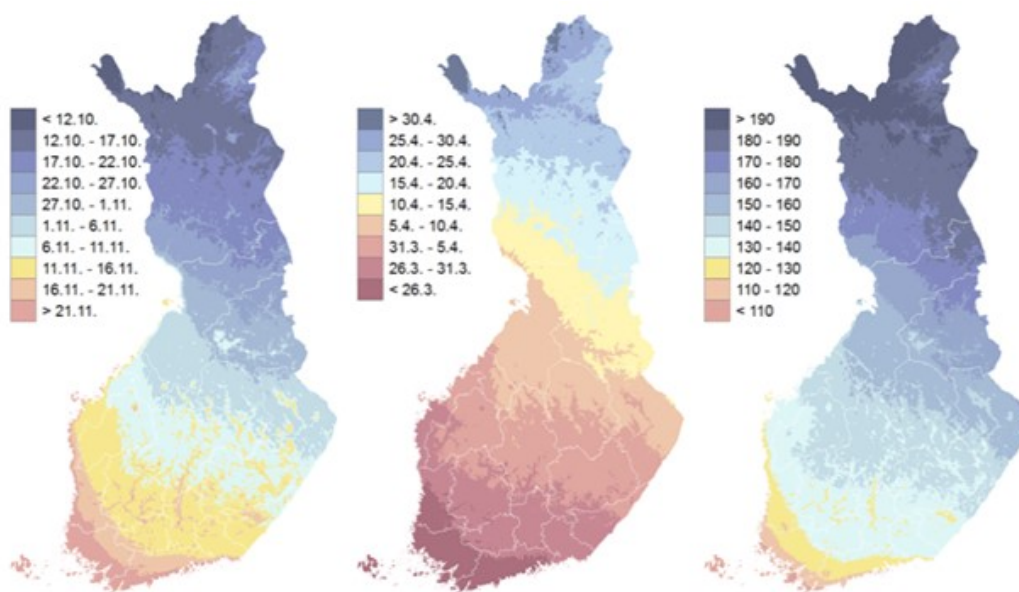 < 12.10.
12.10. - 17.10.
17.10. - 22.10.
22.10. - 27.10.
27.10. - 1.11.
1.11. - 6.11.
6.11. - 11.11.
11.11. - 16.11.
16.11. - 21.11.
> 21.11.
> 30.4.
25.4. - 30.4.
20.4. - 25.4.
15.4. - 20.4.
10.4. - 15.4.
5.4. - 10.4.
31.3. - 5.4.
26.3. - 31.3.
< 26.3.
> 190
180 - 190
170 - 180
160 - 170
150 - 160
140 - 150
130 - 140
120 - 130
110 - 120
< 110